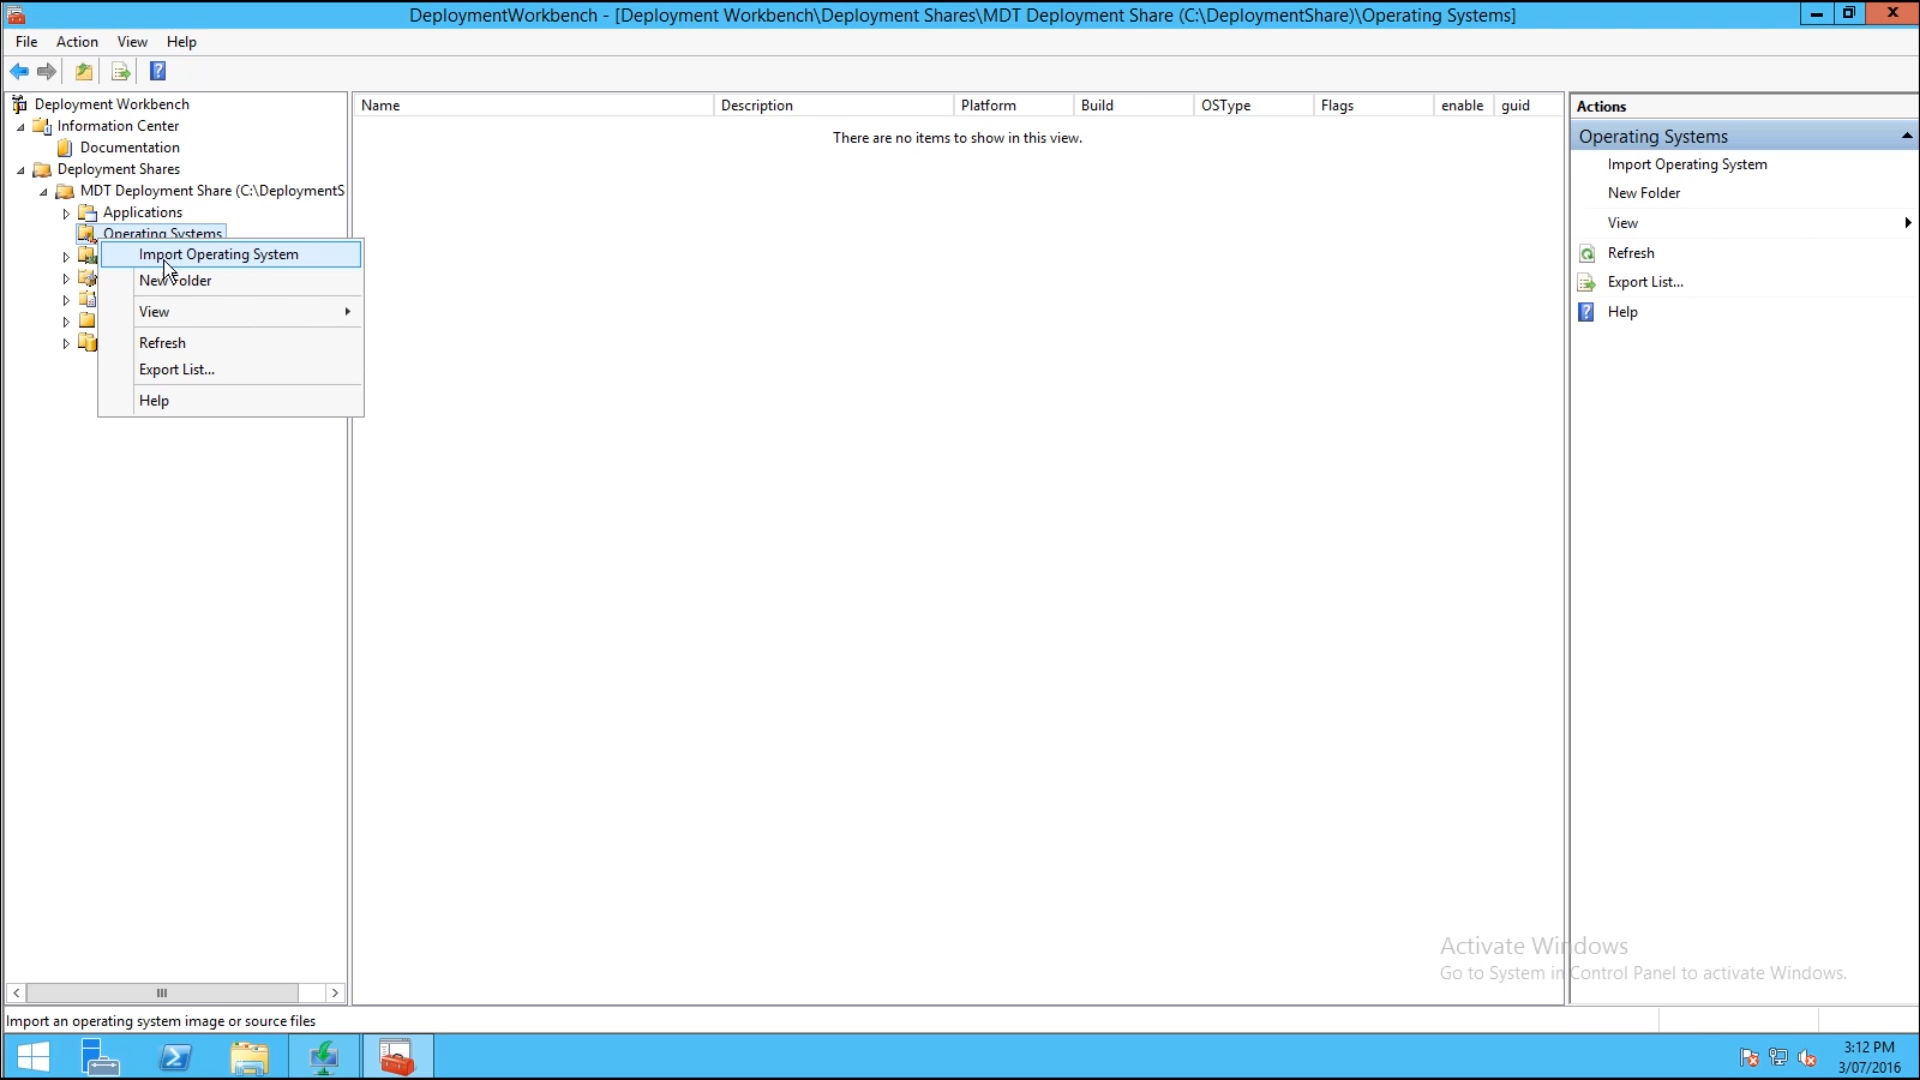 DeploymentWorkbench - [Deployment Workbench\Deployment Shares\MDT Deployment Share (C:\DeploymentShare)\Operating Systems]
File Action View Help
Deployment Workbench
Information Center
Documentation
Deployment Shares
MDT Deployment Share (C:\DeploymentS
Applications
Operating Systems
Import Operating System
New Folder
View
Refresh
Export List...
Help
Name Description Platform Build OSType Flags enable guid
There are no items to show in this view.
Actions
Operating Systems
Import Operating System
New Folder
View
Refresh
Export List...
Help
Activate Windows
Go to System in Control Panel to activate Windows.
Import an operating system image or source files
3:12 PM
3/07/2016